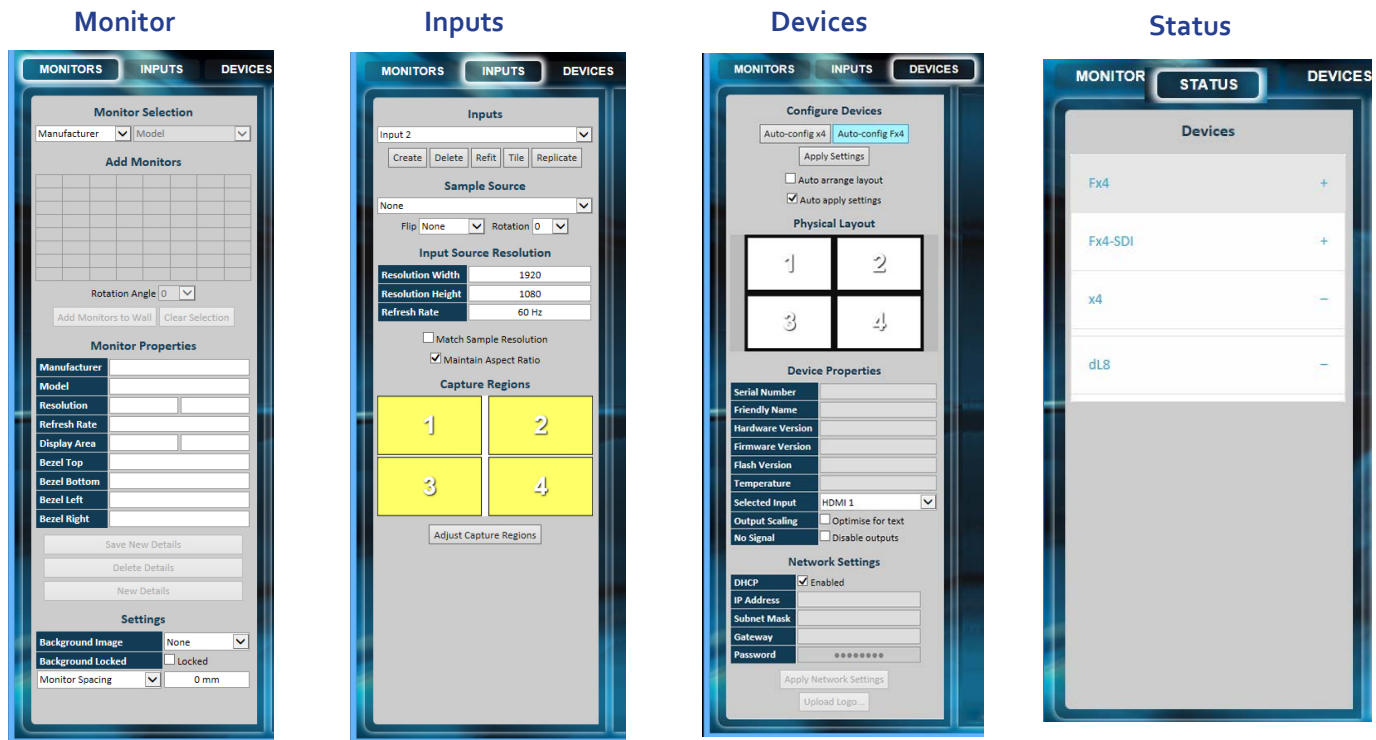 Monitor
MONITORS INPUTS DEVICES
Monitor Selection
Manufacturer Model
Add Monitors
Rotation Angle 0
Add Monitors to Wall Clear Selection
Monitor Properties
Manufacturer
Model
Resolution
Refresh Rate
Display Area
Bezel Top
Bezel Bottom
Bezel Left
Bezel Right
Save New Details
Delete Details
New Details
Settings
Background Image None
Background Locked Locked
Monitor Spacing 0 mm
Inputs
MONITORS INPUTS DEVICES
Inputs
Input 2
Create Delete Refit Tile Replicate
Sample Source
None
Flip None Rotation 0
Input Source Resolution
Resolution Width 1920
Resolution Height 1080
Refresh Rate 60 Hz
Match Sample Resolution
Maintain Aspect Ratio
Capture Regions
1 2
3 4
Adjust Capture Regions
Devices
MONITORS INPUTS DEVICES
Configure Devices
Auto-config x4 Auto-config Fx4
Apply Settings
Auto arrange layout
Auto apply settings
Physical Layout
1 2
3 4
Device Properties
Serial Number
Friendly Name
Hardware Version
Firmware Version
Flash Version
Temperature
Selected Input HDMI 1
Output Scaling Optimise for text
No Signal Disable outputs
Network Settings
DHCP Enabled
IP Address
Subnet Mask
Gateway
Password ●●●●●●●●
Apply Network Settings
Upload Logo...
Status
MONITOR STATUS DEVICES
Devices
Fx4 +
Fx4-SDI +
x4 −
dL8 −